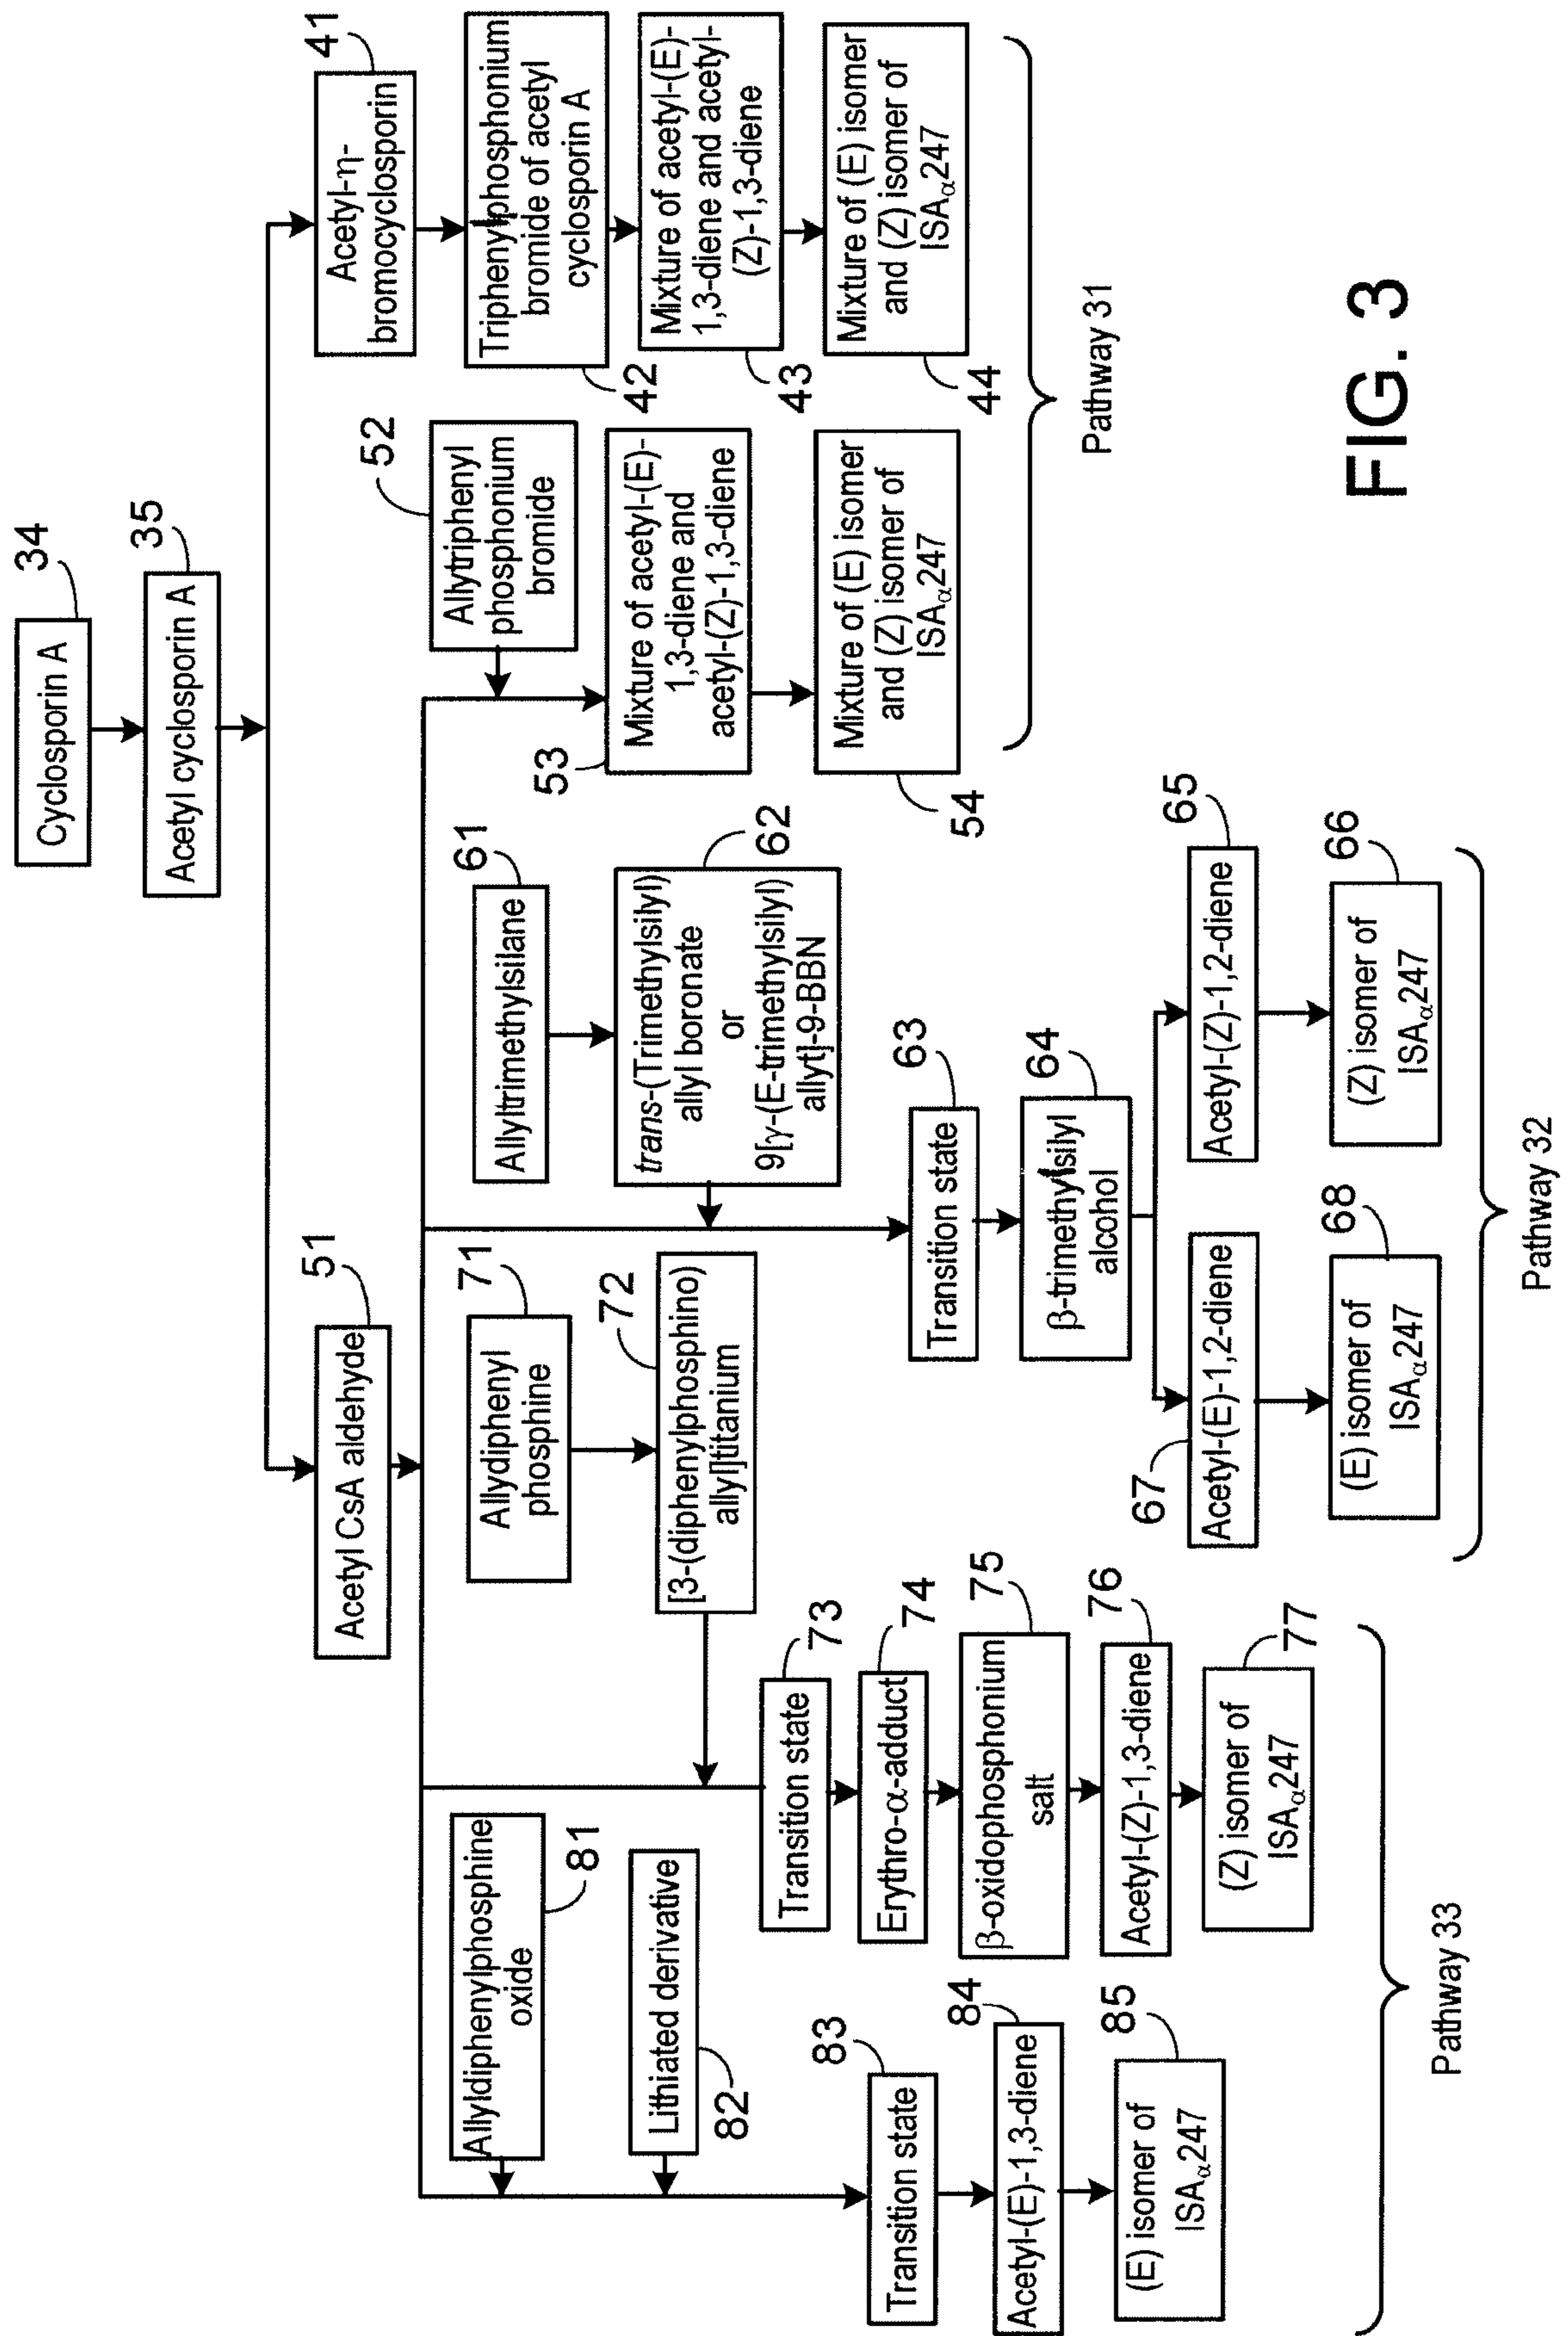 Cyclosporin A
34
Acetyl cyclosporin A
35
Acetyl-η-
bromocyclosporin
41
Triphenylphosphonium
bromide of acetyl
cyclosporin A
42
Mixture of acetyl-(E)-
1,3-diene and acetyl-
(Z)-1,3-diene
43
Mixture of (E) isomer
and (Z) isomer of
ISAα247
44
Acetyl CsA aldehyde
51
Allytriphenyl
phosphonium
bromide
52
Mixture of acetyl-(E)-
1,3-diene and
acetyl-(Z)-1,3-diene
53
Mixture of (E) isomer
and (Z) isomer of
ISAα247
54
Pathway 31
Allyltrimethylsilane
61
trans-(Trimethylsilyl)
allyl boronate
or
9[γ-(E-trimethylsilyl)
allyt]-9-BBN
62
Transition state
63
β-trimethylsilyl
alcohol
64
Acetyl-(Z)-1,2-diene
65
(Z) isomer of
ISAα247
66
Acetyl-(E)-1,2-diene
67
(E) isomer of
ISAα247
68
Pathway 32
Allydiphenyl
phosphine
71
[3-(diphenylphosphino)
allyl]titanium
72
Transition state
73
Erythro-α-adduct
74
β-oxidophosphonium
salt
75
Acetyl-(Z)-1,3-diene
76
(Z) isomer of
ISAα247
77
Allyldiphenylphosphine
oxide
81
Lithiated derivative
82
Transition state
83
Acetyl-(E)-1,3-diene
84
(E) isomer of
ISAα247
85
Pathway 33
FIG. 3